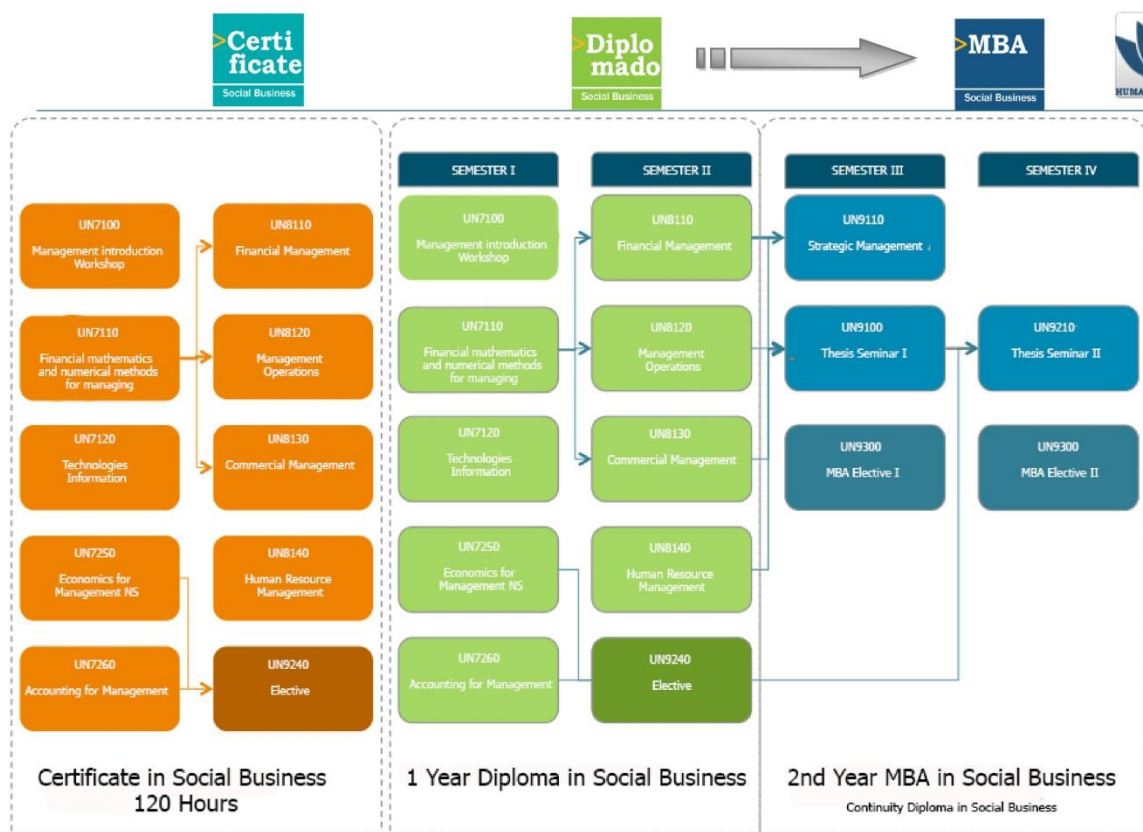 >Certi
ficate
Social Business
>Diplo
mado
Social Business
>MBA
Social Business
SEMESTER I
SEMESTER II
SEMESTER III
SEMESTER IV
UN7100
Management introduction
Workshop
UN8110
Financial Management
UN7110
Financial mathematics
and numerical methods
for managing
UN8120
Management
Operations
UN7120
Technologies
Information
UN8130
Commercial Management
UN7250
Economics for
Management NS
UN8140
Human Resource
Management
UN7260
Accounting for Management
UN9240
Elective
Certificate in Social Business
120 Hours
UN7100
Management introduction
Workshop
UN8110
Financial Management
UN7110
Financial mathematics
and numerical methods
for managing
UN8120
Management
Operations
UN7120
Technologies
Information
UN8130
Commercial Management
UN7250
Economics for
Management NS
UN8140
Human Resource
Management
UN7260
Accounting for Management
UN9240
Elective
1 Year Diploma in Social Business
UN9110
Strategic Management
UN9100
Thesis Seminar I
UN9210
Thesis Seminar II
UN9300
MBA Elective I
UN9300
MBA Elective II
2nd Year MBA in Social Business
Continuity Diploma in Social Business